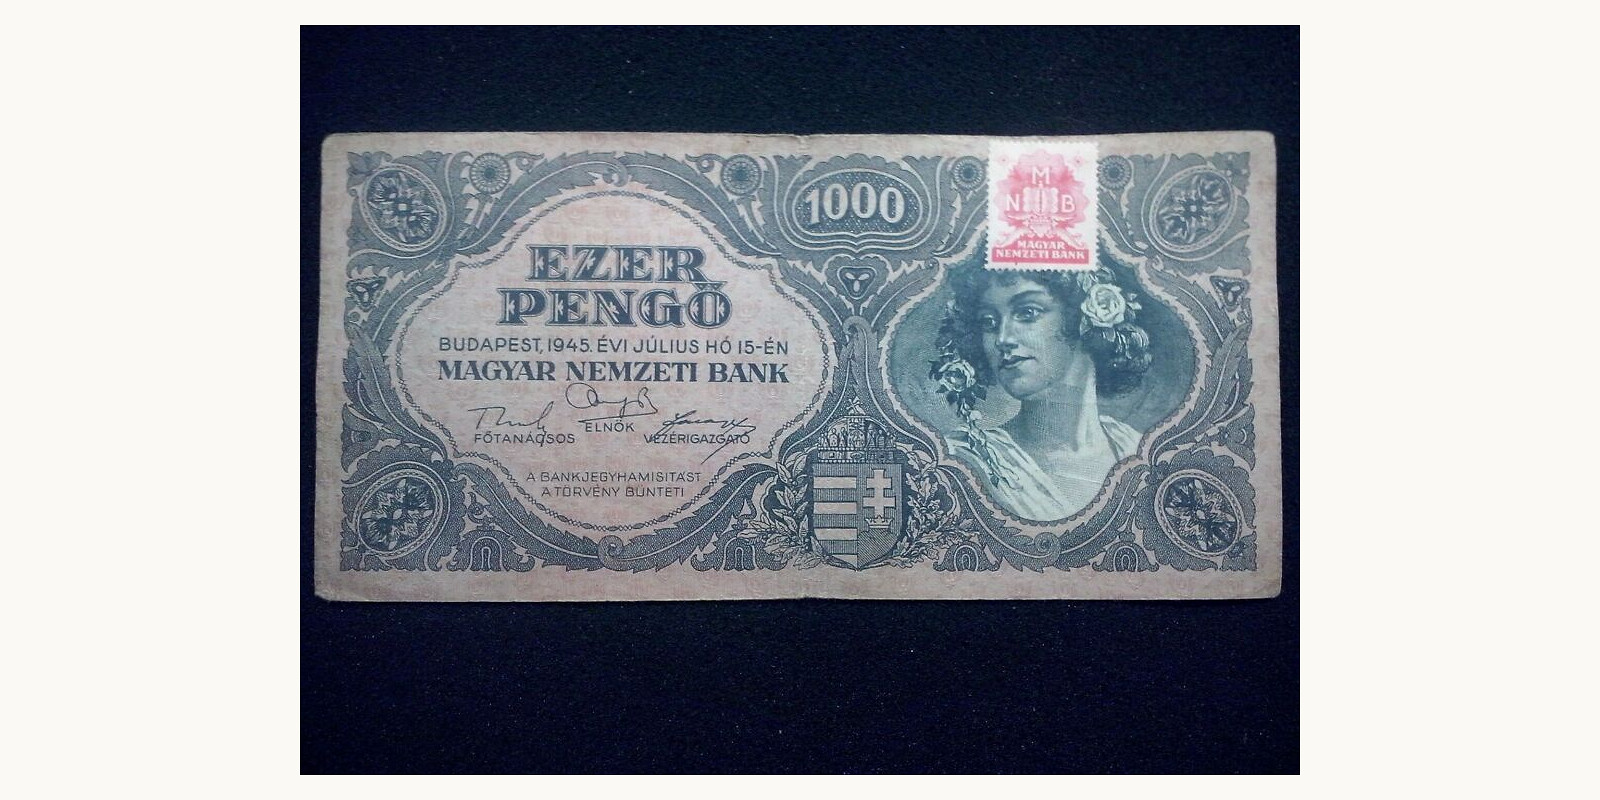 1000
M
N B
MAGYAR
NEMZETI BANK
EZER
PENGŐ
BUDAPEST, 1945. ÉVI JÚLIUS HÓ 15-ÉN
MAGYAR NEMZETI BANK
FŐTANÁCSOS ELNÖK VEZÉRIGAZGATÓ
A BANKJEGYHAMISITÁST
A TÖRVÉNY BÜNTETI